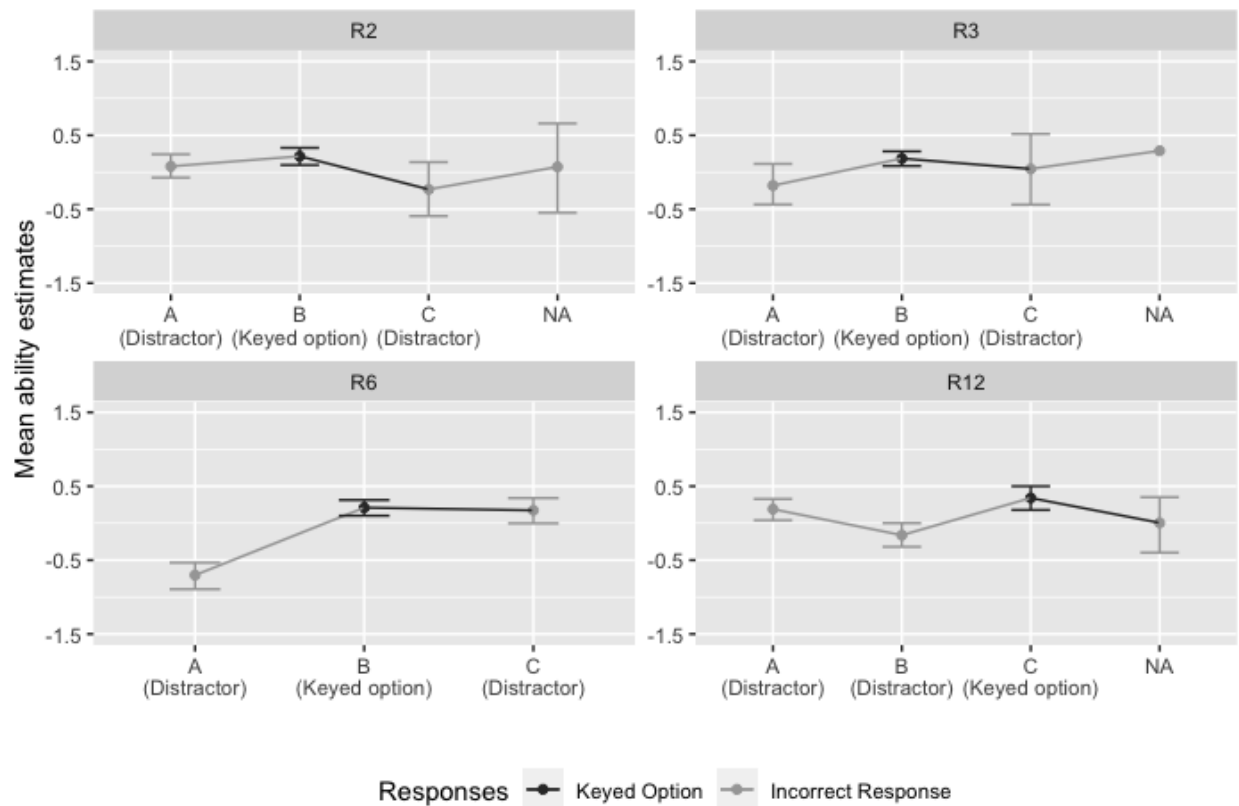 R2
R3
1.5
0.5
-0.5
-1.5
A
B
C
NA
(Distractor)
(Keyed option)
(Distractor)
1.5
0.5
-0.5
-1.5
A
B
C
NA
(Distractor)
(Keyed option)
(Distractor)
Mean ability estimates
R6
R12
1.5
0.5
-0.5
-1.5
A
B
C
(Distractor)
(Keyed option)
(Distractor)
1.5
0.5
-0.5
-1.5
A
B
C
NA
(Distractor)
(Distractor)
(Keyed option)
Responses Keyed Option Incorrect Response